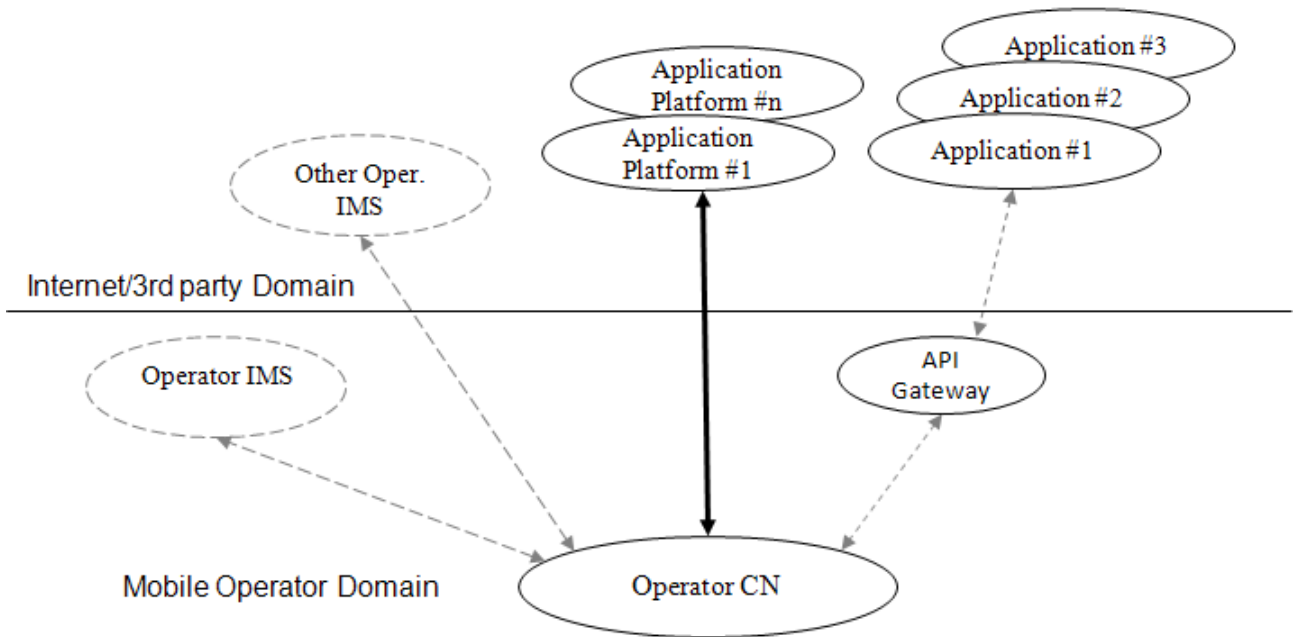 Application #3
Application
Platform #n
Application #2
Application
Platform #1
Application #1
Other Oper.
IMS
Internet/3rd party Domain
Operator IMS
API
Gateway
Mobile Operator Domain
Operator CN